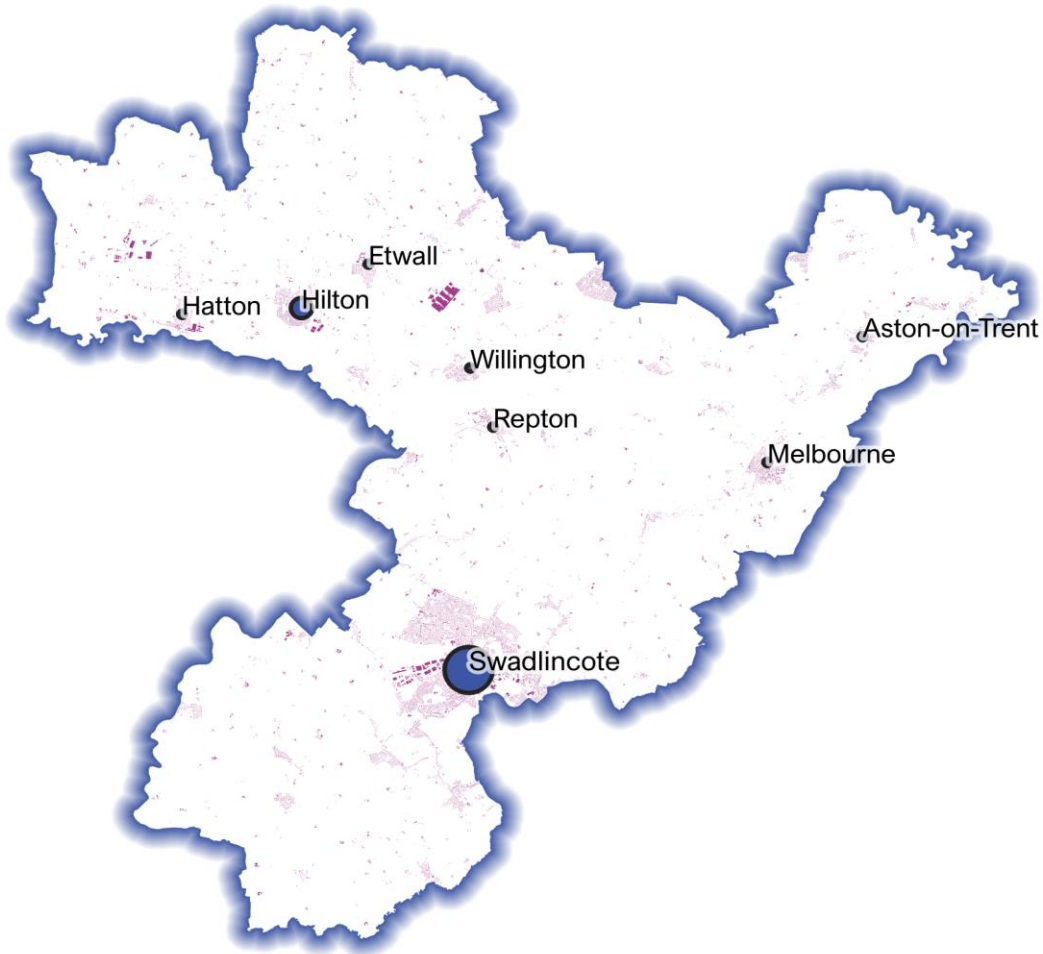 Etwall
Hatton
Hilton
Aston-on-Trent
Willington
Repton
Melbourne
Swadlincote